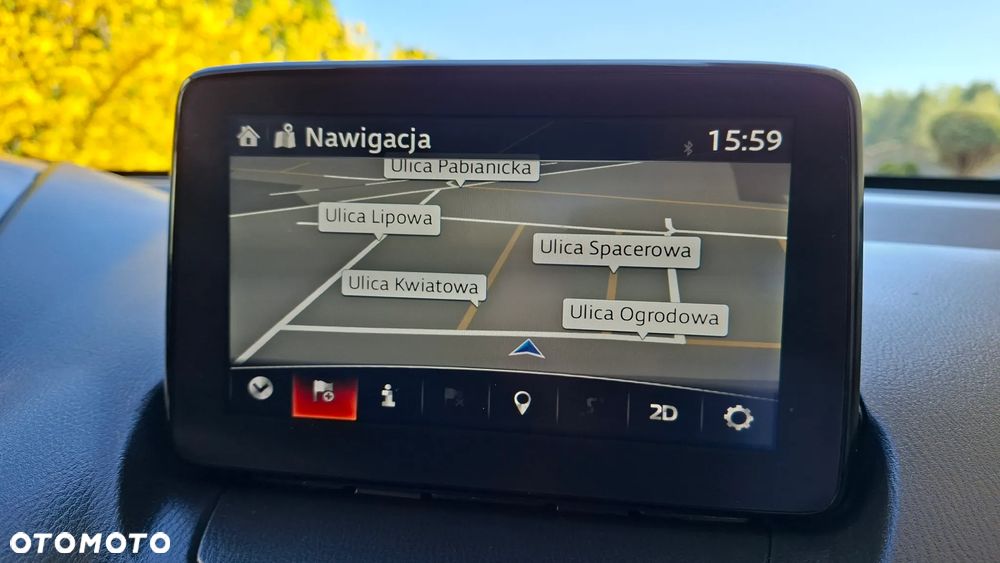 Nawigacja
15:59
Ulica Pabianicka
Ulica Lipowa
Ulica Spacerowa
Ulica Kwiatowa
Ulica Ogrodowa
2D
OTOMOTO